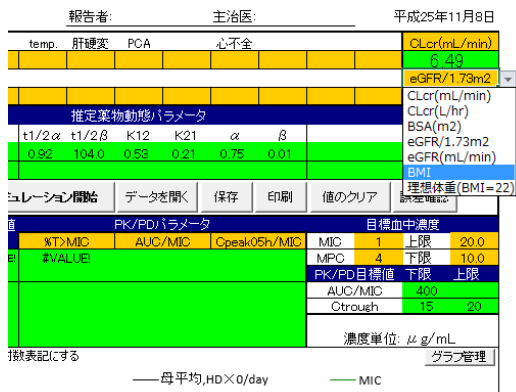 報告者: 主治医: 平成25年11月8日
temp. 肝硬変 PCA 心不全 CLcr(mL/min)
6.49
eGFR/1.73m2
CLcr(mL/min)
CLcr(L/hr)
BSA(m2)
eGFR/1.73m2
eGFR(mL/min)
BMI
理想体重(BMI=22)
推定薬物動態パラメータ
t1/2α t1/2β K12 K21 α β
0.92 104.0 0.53 0.21 0.75 0.01
ュレーション開始 データを開く 保存 印刷 値のクリア 誤差確認
値 PK/PDパラメータ 目標血中濃度
%T>MIC AUC/MIC Cpeak05h/MIC MIC 1 上限 20.0
E! #VALUE! MPC 4 下限 10.0
PK/PD目標値 下限 上限
AUC/MIC 400
Ctrough 15 20
濃度単位: μg/mL
対数表記にする グラフ管理
母平均,HD×0/day MIC